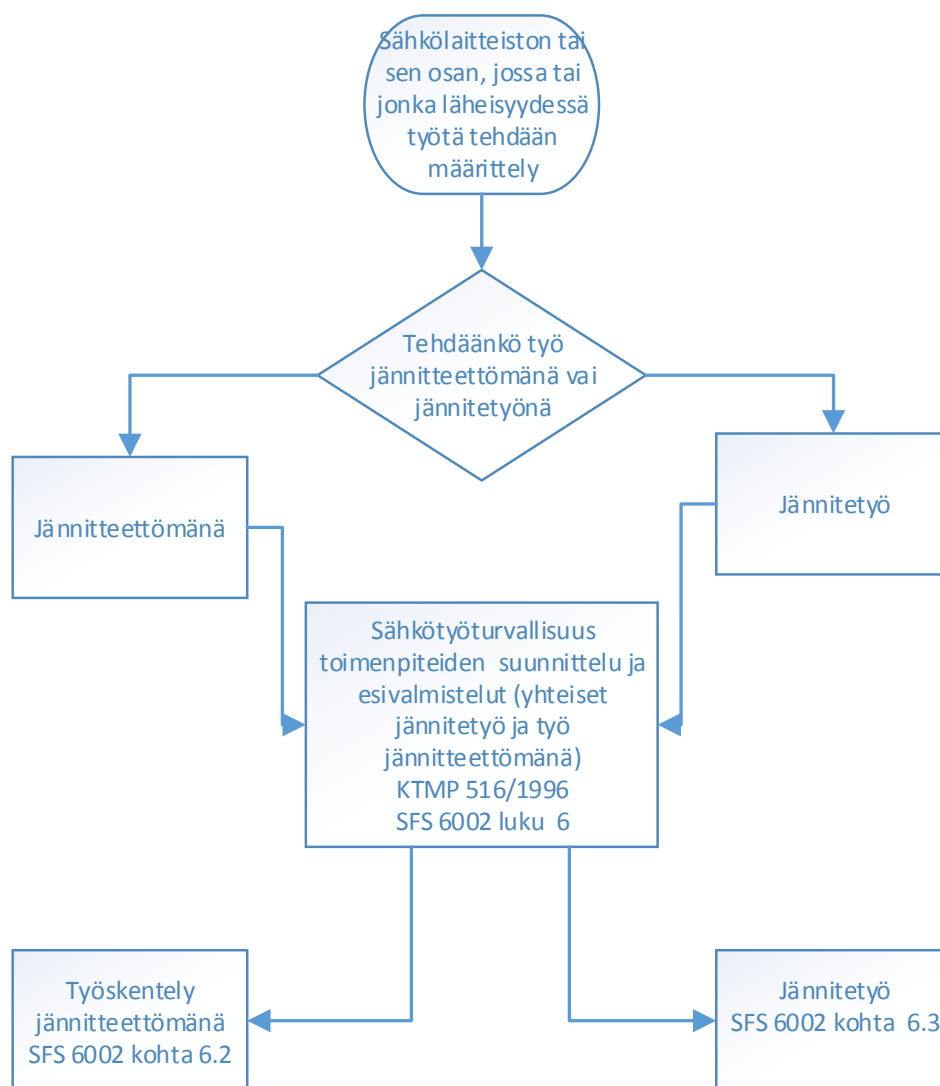 Sähkölaitteiston tai
sen osan, jossa tai
jonka läheisyydessä
työtä tehdään
määrittely
Tehdäänkö työ
jännitteettömänä vai
jännitetyönä
Jännitteettömänä
Jännitetyö
Sähkötyöturvallisuus
toimenpiteiden suunnittelu ja
esivalmistelut (yhteiset
jännitetyö ja työ
jännitteettömänä)
KTMP 516/1996
SFS 6002 luku 6
Työskentely
jännitteettömänä
SFS 6002 kohta 6.2
Jännitetyö
SFS 6002 kohta 6.3